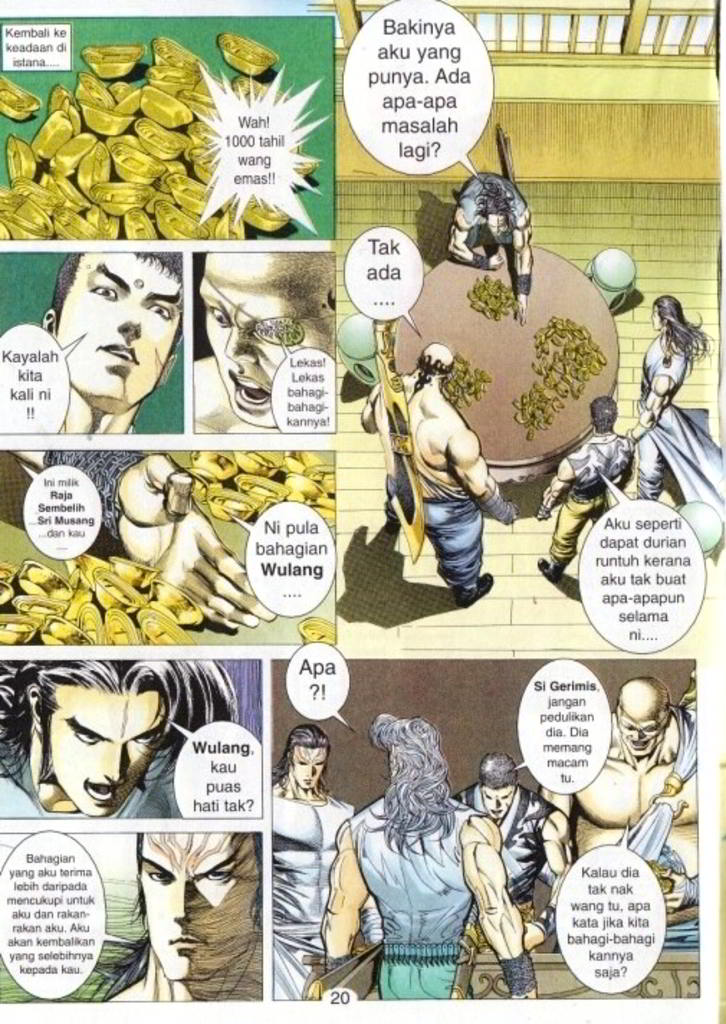 Kembali ke
keadaan di
istana....
Wah!
1000 tahil
wang
emas!!
Kayalah
kita
kali ni
!!
Lekas!
Lekas
bahagi-
bahagi-
kannya!
Ini milik
Raja
Sembelih
...Sri Musang
...dan kau
....
Ni pula
bahagian
Wulang
....
Bakinya
aku yang
punya. Ada
apa-apa
masalah
lagi?
Tak
ada
....
Aku seperti
dapat durian
runtuh kerana
aku tak buat
apa-apapun
selama
ni....
Wulang,
kau
puas
hati tak?
Bahagian
yang aku terima
lebih daripada
mencukupi untuk
aku dan rakan-
rakan aku. Aku
akan kembalikan
yang selebihnya
kepada kau.
Apa
?!
Si Gerimis,
jangan
pedulikan
dia. Dia
memang
macam
tu.
Kalau dia
tak nak
wang tu, apa
kata jika kita
bahagi-bahagi
kannya
saja?
20